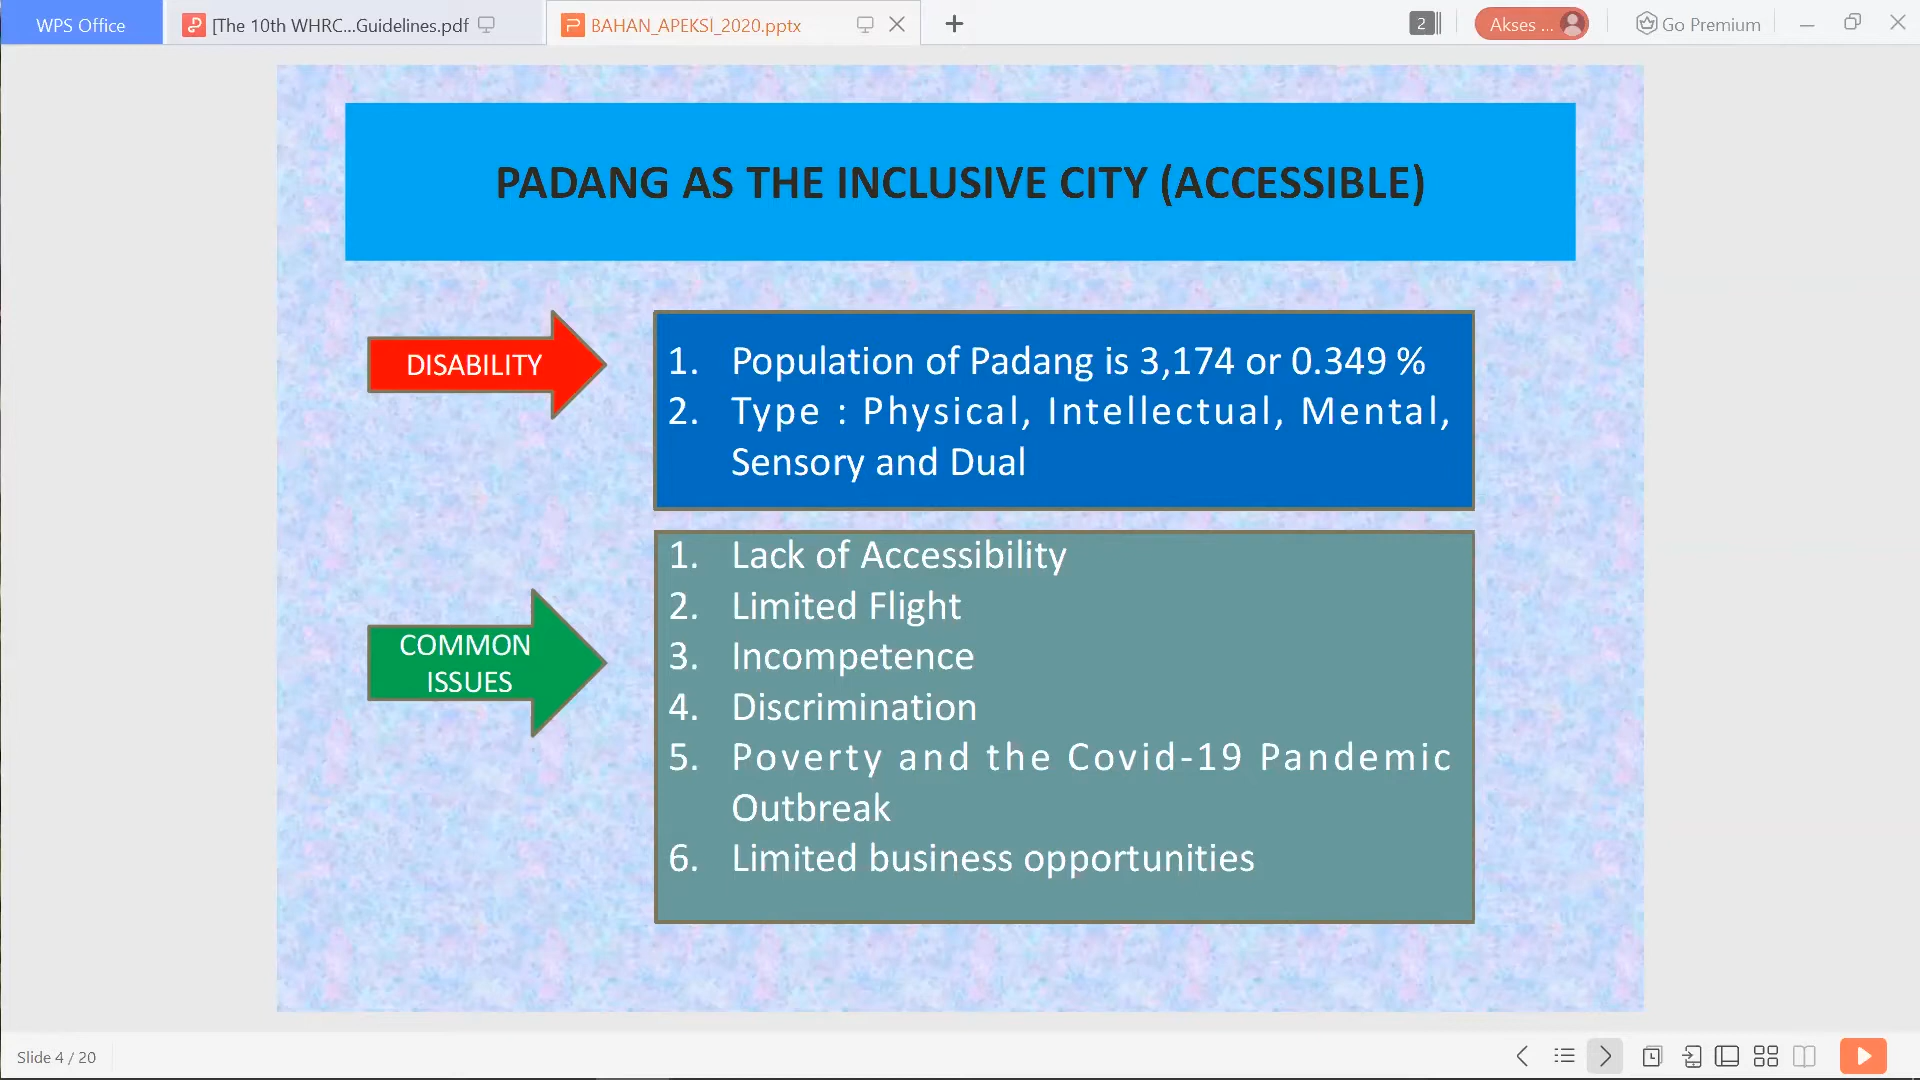 WPS Office
[The 10th WHRC...Guidelines.pdf
BAHAN_APEKSI_2020.pptx
2
Akses ...
Go Premium
PADANG AS THE INCLUSIVE CITY (ACCESSIBLE)
DISABILITY
1. Population of Padang is 3,174 or 0.349 %
2. Type : Physical, Intellectual, Mental,
Sensory and Dual
COMMON
ISSUES
1. Lack of Accessibility
2. Limited Flight
3. Incompetence
4. Discrimination
5. Poverty and the Covid-19 Pandemic
Outbreak
6. Limited business opportunities
Slide 4 / 20